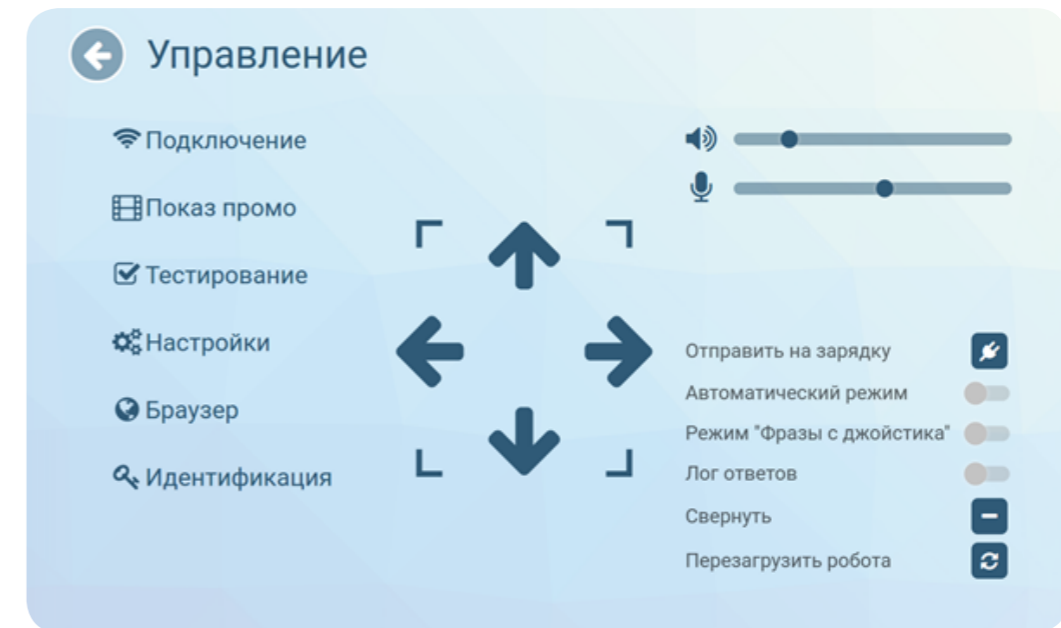 Управление
Подключение
Показ промо
Тестирование
Настройки
Браузер
Идентификация
Отправить на зарядку
Автоматический режим
Режим "Фразы с джойстика"
Лог ответов
Свернуть
Перезагрузить робота